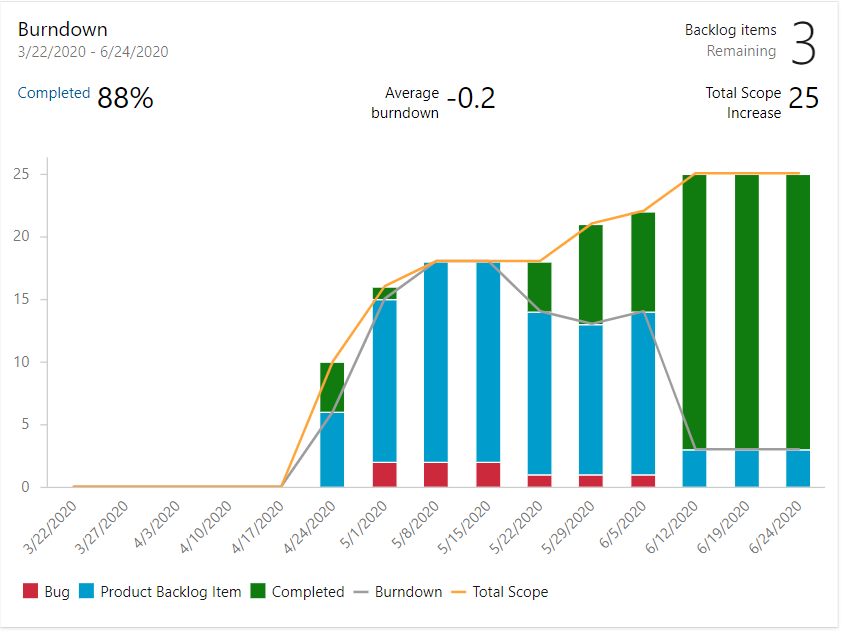 Burndown
3/22/2020 - 6/24/2020
Backlog items
Remaining
3
Completed 88%
Average
burndown
-0.2
Total Scope
Increase
25
25
20
15
10
5
0
3/22/2020
3/27/2020
4/3/2020
4/10/2020
4/17/2020
4/24/2020
5/1/2020
5/8/2020
5/15/2020
5/22/2020
5/29/2020
6/5/2020
6/12/2020
6/19/2020
6/24/2020
Bug Product Backlog Item Completed Burndown Total Scope